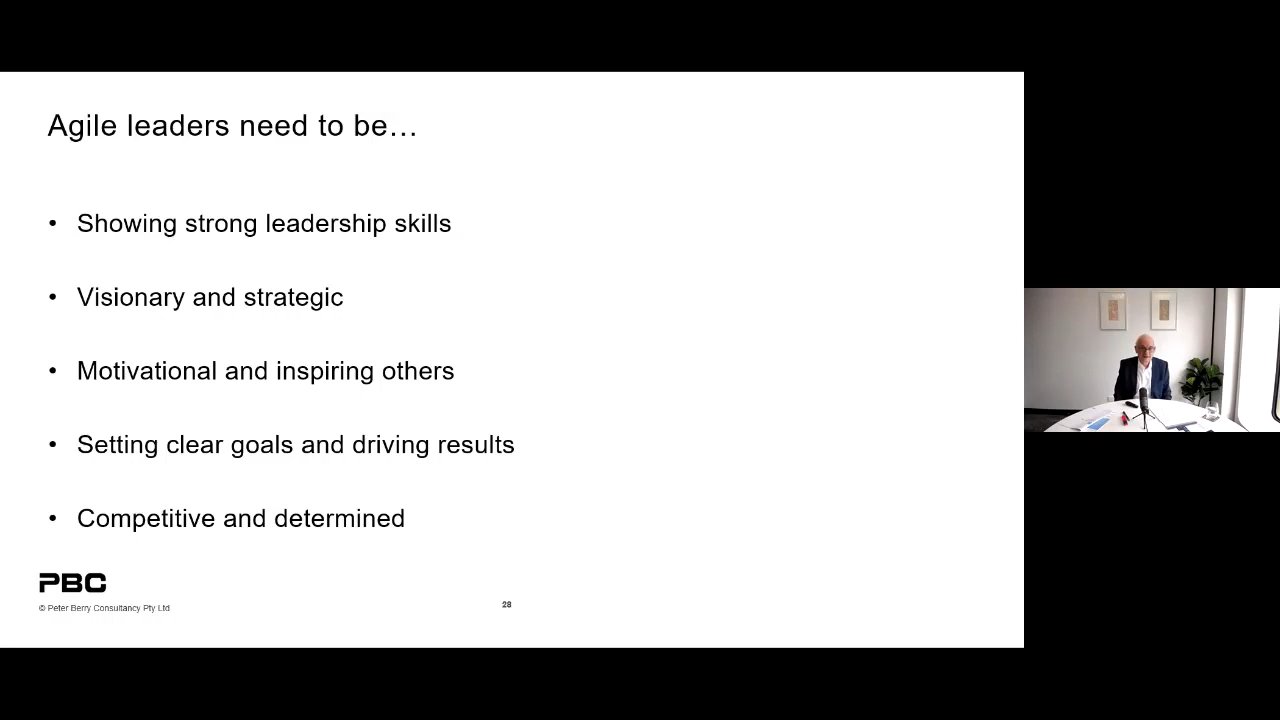 Agile leaders need to be…
• Showing strong leadership skills
• Visionary and strategic
• Motivational and inspiring others
• Setting clear goals and driving results
• Competitive and determined
PBC
© Peter Berry Consultancy Pty Ltd
28